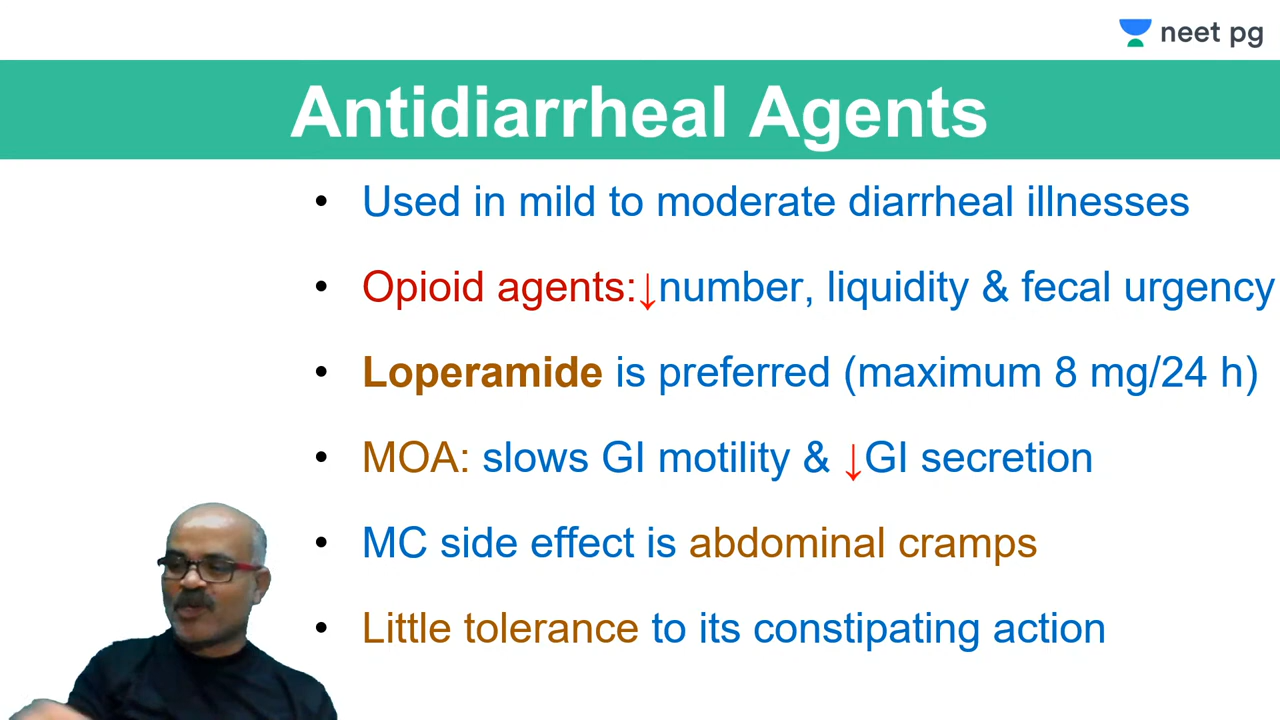 neet pg
Antidiarrheal Agents
• Used in mild to moderate diarrheal illnesses
• Opioid agents:↓number, liquidity & fecal urgency
• Loperamide is preferred (maximum 8 mg/24 h)
• MOA: slows GI motility & ↓GI secretion
• MC side effect is abdominal cramps
• Little tolerance to its constipating action